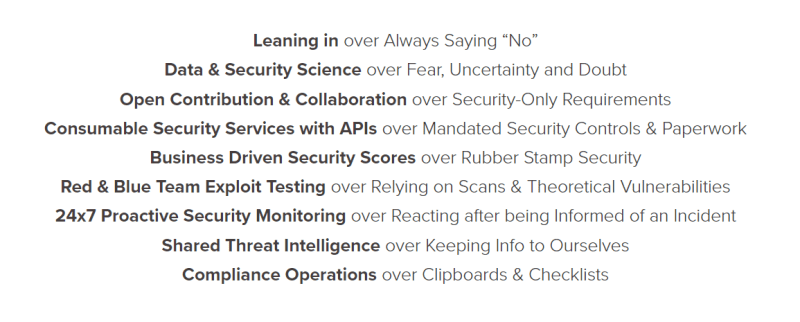 Leaning in over Always Saying “No”
Data & Security Science over Fear, Uncertainty and Doubt
Open Contribution & Collaboration over Security-Only Requirements
Consumable Security Services with APIs over Mandated Security Controls & Paperwork
Business Driven Security Scores over Rubber Stamp Security
Red & Blue Team Exploit Testing over Relying on Scans & Theoretical Vulnerabilities
24x7 Proactive Security Monitoring over Reacting after being Informed of an Incident
Shared Threat Intelligence over Keeping Info to Ourselves
Compliance Operations over Clipboards & Checklists